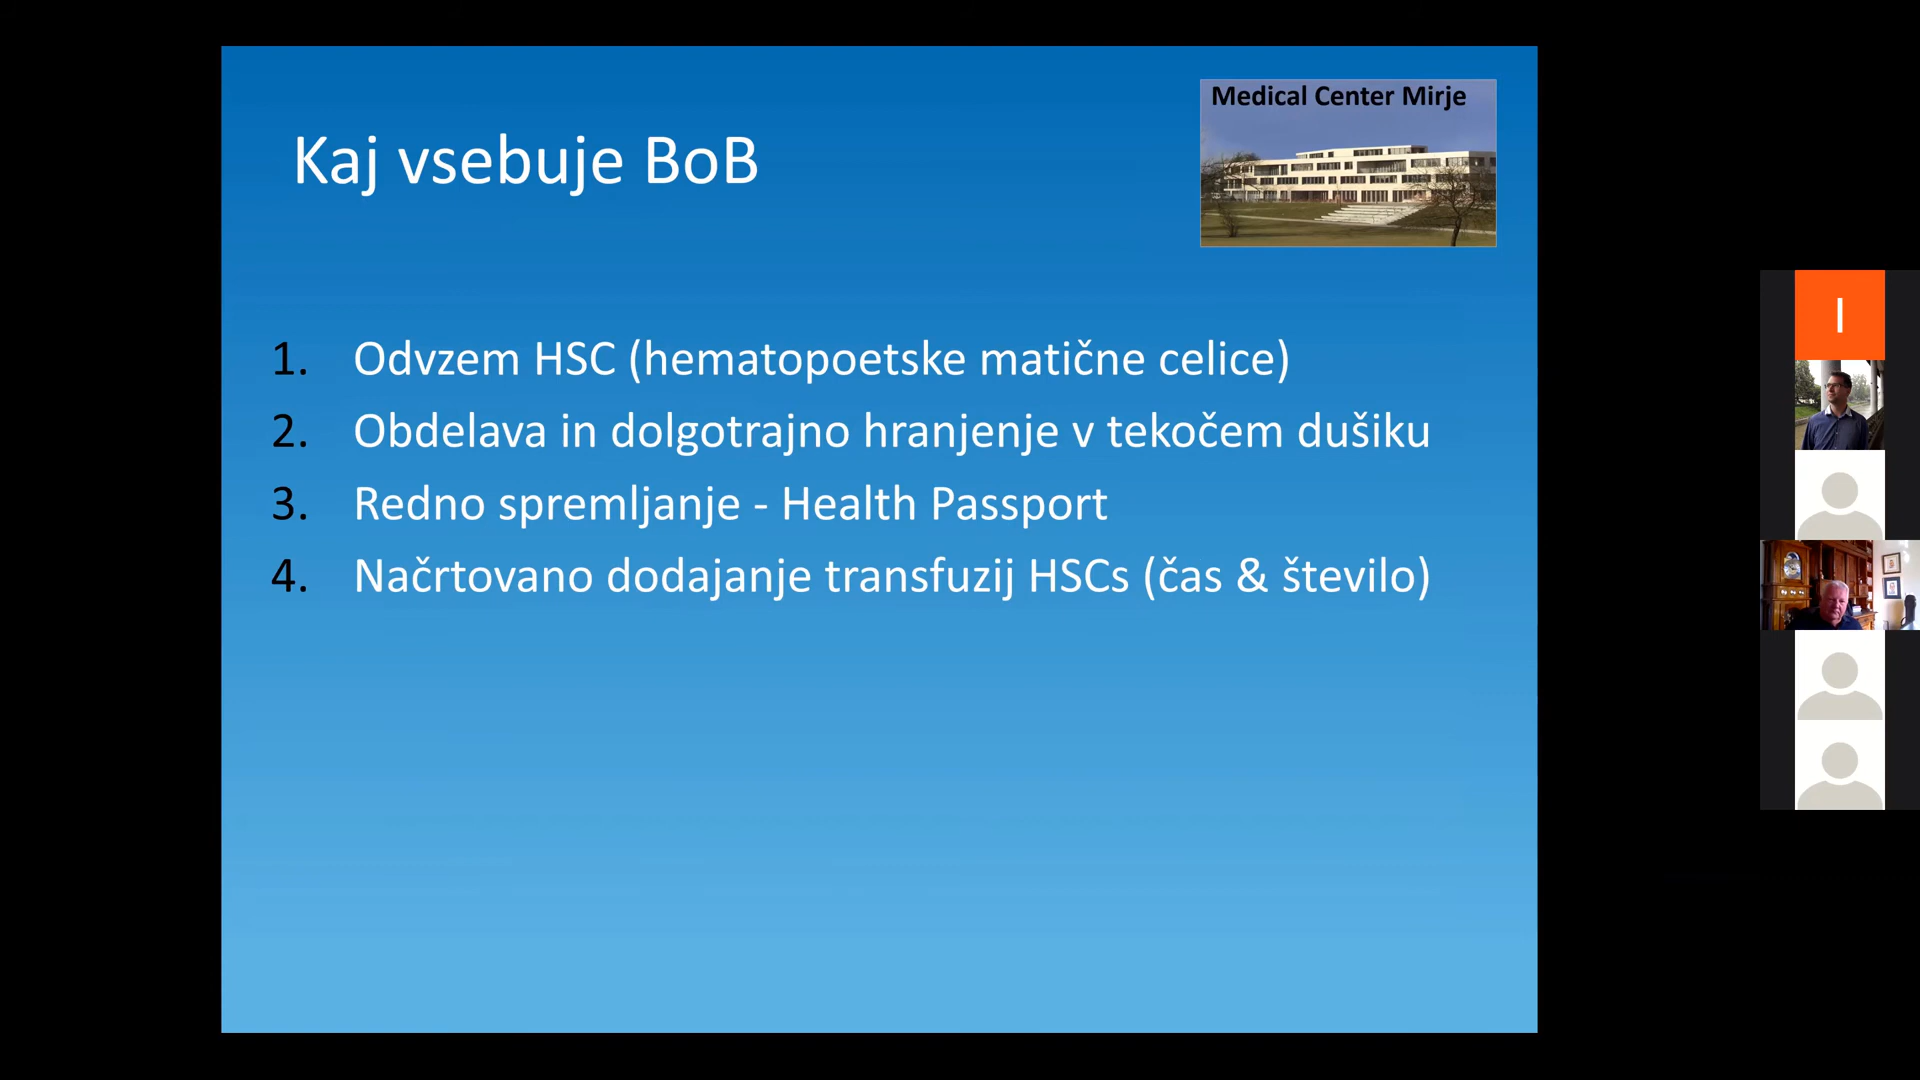 Medical Center Mirje
Kaj vsebuje BoB
1. Odvzem HSC (hematopoetske matične celice)
2. Obdelava in dolgotrajno hranjenje v tekočem dušiku
3. Redno spremljanje - Health Passport
4. Načrtovano dodajanje transfuzij HSCs (čas & število)
I